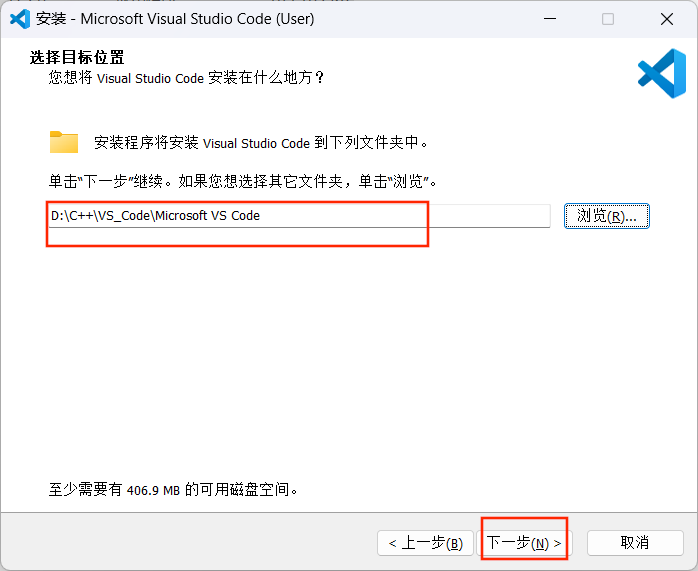 安装 - Microsoft Visual Studio Code (User)
选择目标位置
您想将 Visual Studio Code 安装在什么地方？
安装程序将安装 Visual Studio Code 到下列文件夹中。
单击“下一步”继续。如果您想选择其它文件夹，单击“浏览”。
D:\C++\VS_Code\Microsoft VS Code
浏览(R)...
至少需要有 406.9 MB 的可用磁盘空间。
< 上一步(B)
下一步(N) >
取消